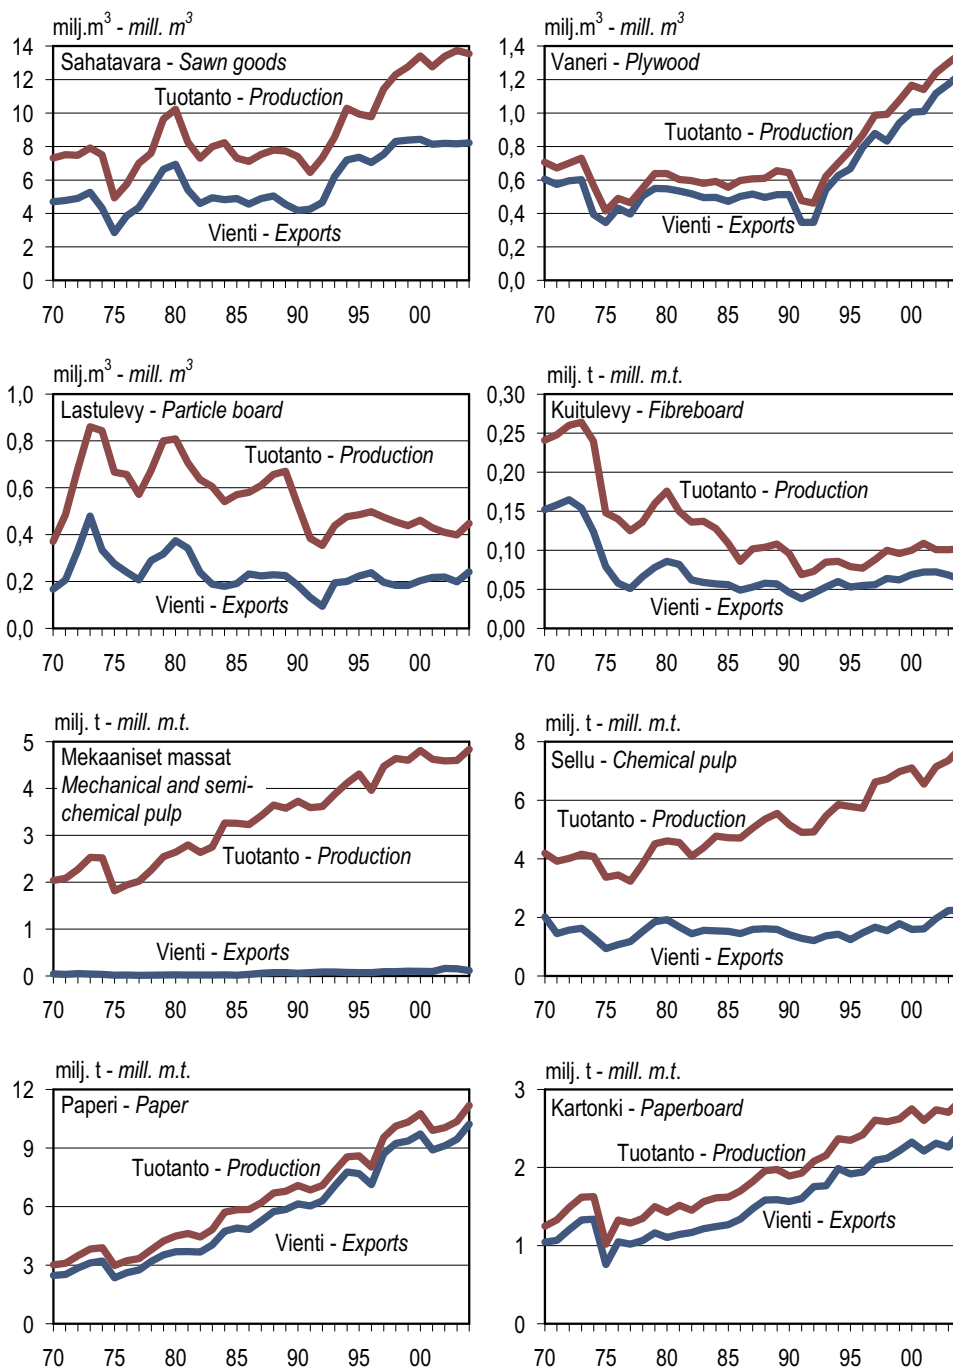 milj.m³ - mill. m³
Sahatavara - Sawn goods
Tuotanto - Production
Vienti - Exports
14
12
10
8
6
4
2
0
70 75 80 85 90 95 00
milj.m³ - mill. m³
Vaneri - Plywood
Tuotanto - Production
Vienti - Exports
1,4
1,2
1,0
0,8
0,6
0,4
0,2
0,0
70 75 80 85 90 95 00
milj.m³ - mill. m³
Lastulevy - Particle board
Tuotanto - Production
Vienti - Exports
1,0
0,8
0,6
0,4
0,2
0,0
70 75 80 85 90 95 00
milj. t - mill. m.t.
Kuitulevy - Fibreboard
Tuotanto - Production
Vienti - Exports
0,30
0,25
0,20
0,15
0,10
0,05
0,00
70 75 80 85 90 95 00
milj. t - mill. m.t.
Mekaaniset massat
Mechanical and semi-
chemical pulp
Tuotanto - Production
Vienti - Exports
5
4
3
2
1
0
70 75 80 85 90 95 00
milj. t - mill. m.t.
Sellu - Chemical pulp
Tuotanto - Production
Vienti - Exports
8
6
4
2
0
70 75 80 85 90 95 00
milj. t - mill. m.t.
Paperi - Paper
Tuotanto - Production
Vienti - Exports
12
9
6
3
0
70 75 80 85 90 95 00
milj. t - mill. m.t.
Kartonki - Paperboard
Tuotanto - Production
Vienti - Exports
3
2
1
0
70 75 80 85 90 95 00